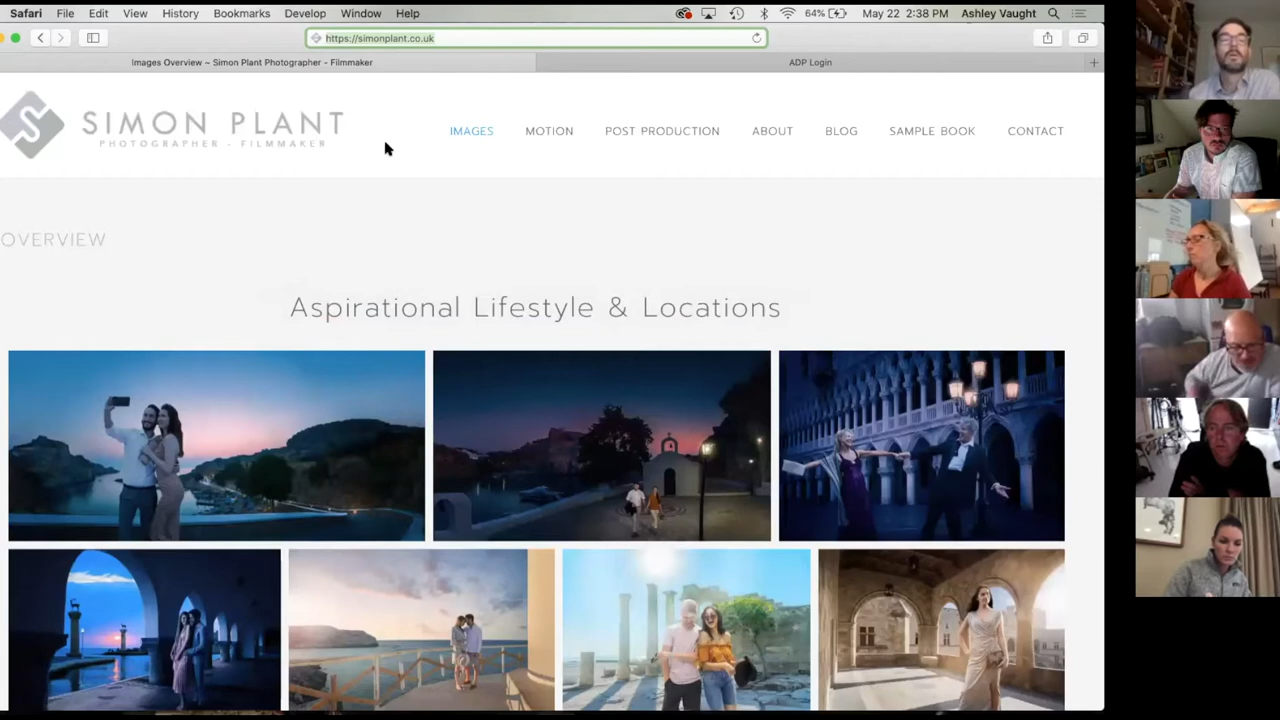 Safari File Edit View History Bookmarks Develop Window Help 64% May 22 2:38 PM Ashley Vaught
https://simonplant.co.uk
Images Overview ~ Simon Plant Photographer - Filmmaker ADP Login
SIMON PLANT
PHOTOGRAPHER - FILMMAKER
IMAGES MOTION POST PRODUCTION ABOUT BLOG SAMPLE BOOK CONTACT
OVERVIEW
Aspirational Lifestyle & Locations